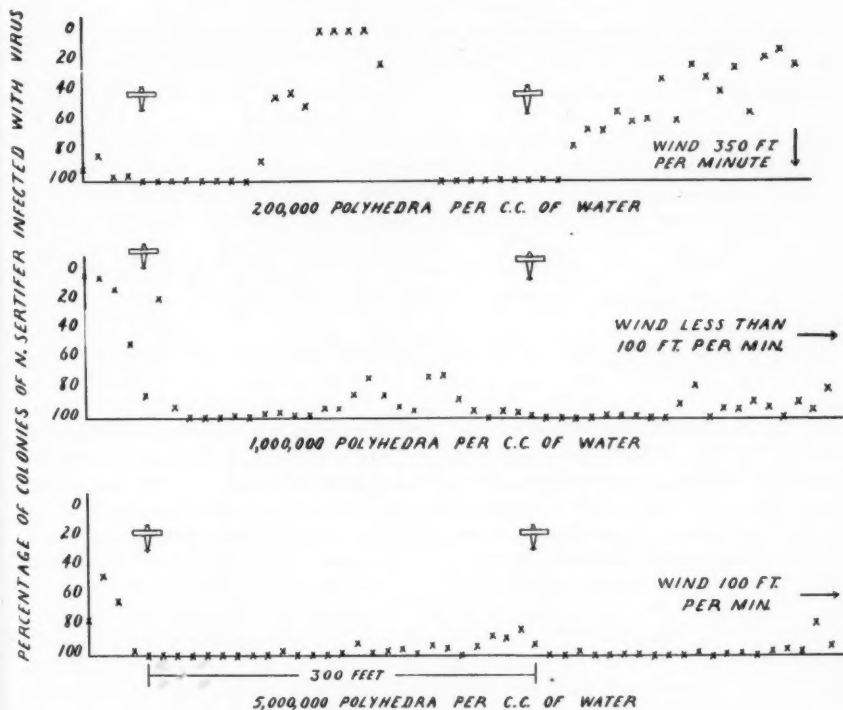 PERCENTAGE OF COLONIES OF N. SERTIFER INFECTED WITH VIRUS
0
20
40
60
80
100
WIND 350 FT.
PER MINUTE
200,000 POLYHEDRA PER C.C. OF WATER
0
20
40
60
80
100
WIND LESS THAN
100 FT. PER MIN.
1,000,000 POLYHEDRA PER C.C. OF WATER
0
20
40
60
80
100
WIND 100 FT.
PER MIN.
300 FEET
5,000,000 POLYHEDRA PER C.C. OF WATER